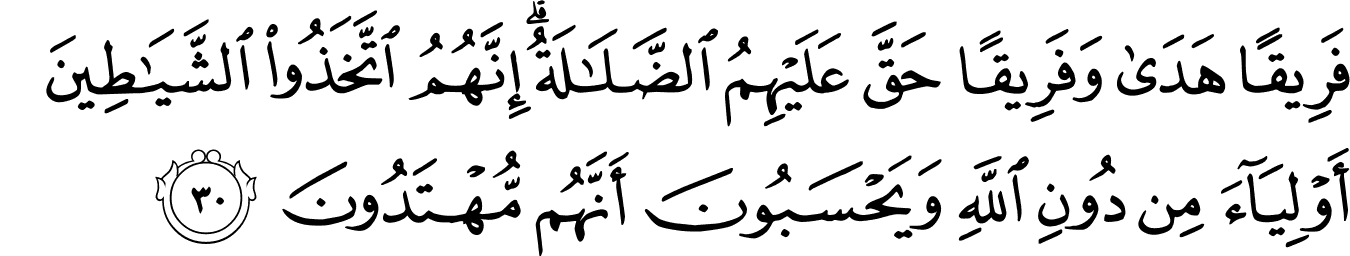 فَرِيقًا هَدَىٰ وَفَرِيقًا حَقَّ عَلَيْهِمُ ٱلضَّلَـٰلَةُ ۗ إِنَّهُمُ ٱتَّخَذُوا۟ ٱلشَّيَـٰطِينَ
أَوْلِيَآءَ مِن دُونِ ٱللَّهِ وَيَحْسَبُونَ أَنَّهُم مُّهْتَدُونَ ٣٠